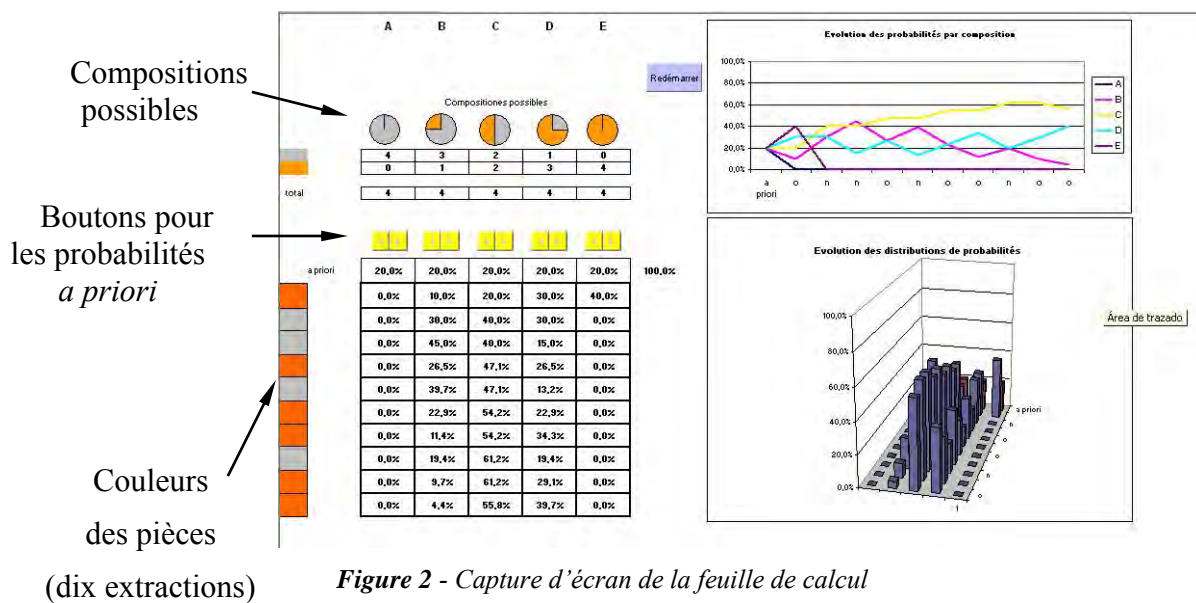 A B C D E
Compositions
possibles
Redémarrer
Compositiones possibles
4 3 2 1 0
0 1 2 3 4
total 4 4 4 4 4
Boutons pour
les probabilités
a priori
a priori 20,0% 20,0% 20,0% 20,0% 20,0% 100,0%
0,0% 10,0% 20,0% 30,0% 40,0%
0,0% 30,0% 40,0% 30,0% 0,0%
0,0% 45,0% 40,0% 15,0% 0,0%
0,0% 26,5% 47,1% 26,5% 0,0%
0,0% 39,7% 47,1% 13,2% 0,0%
0,0% 22,9% 54,2% 22,9% 0,0%
0,0% 11,4% 54,2% 34,3% 0,0%
0,0% 19,4% 61,2% 19,4% 0,0%
0,0% 9,7% 61,2% 29,1% 0,0%
0,0% 4,4% 55,8% 39,7% 0,0%
Couleurs
des pièces
(dix extractions)
Evolution des probabilités par composition
100,0%
80,0%
60,0%
40,0%
20,0%
0,0%
a priori o n n o n o o n o o
A
B
C
D
E
Evolution des distributions de probabilités
100,0%
80,0%
60,0%
40,0%
20,0%
0,0%
a priori
Área de trazado
Figure 2 - Capture d'écran de la feuille de calcul